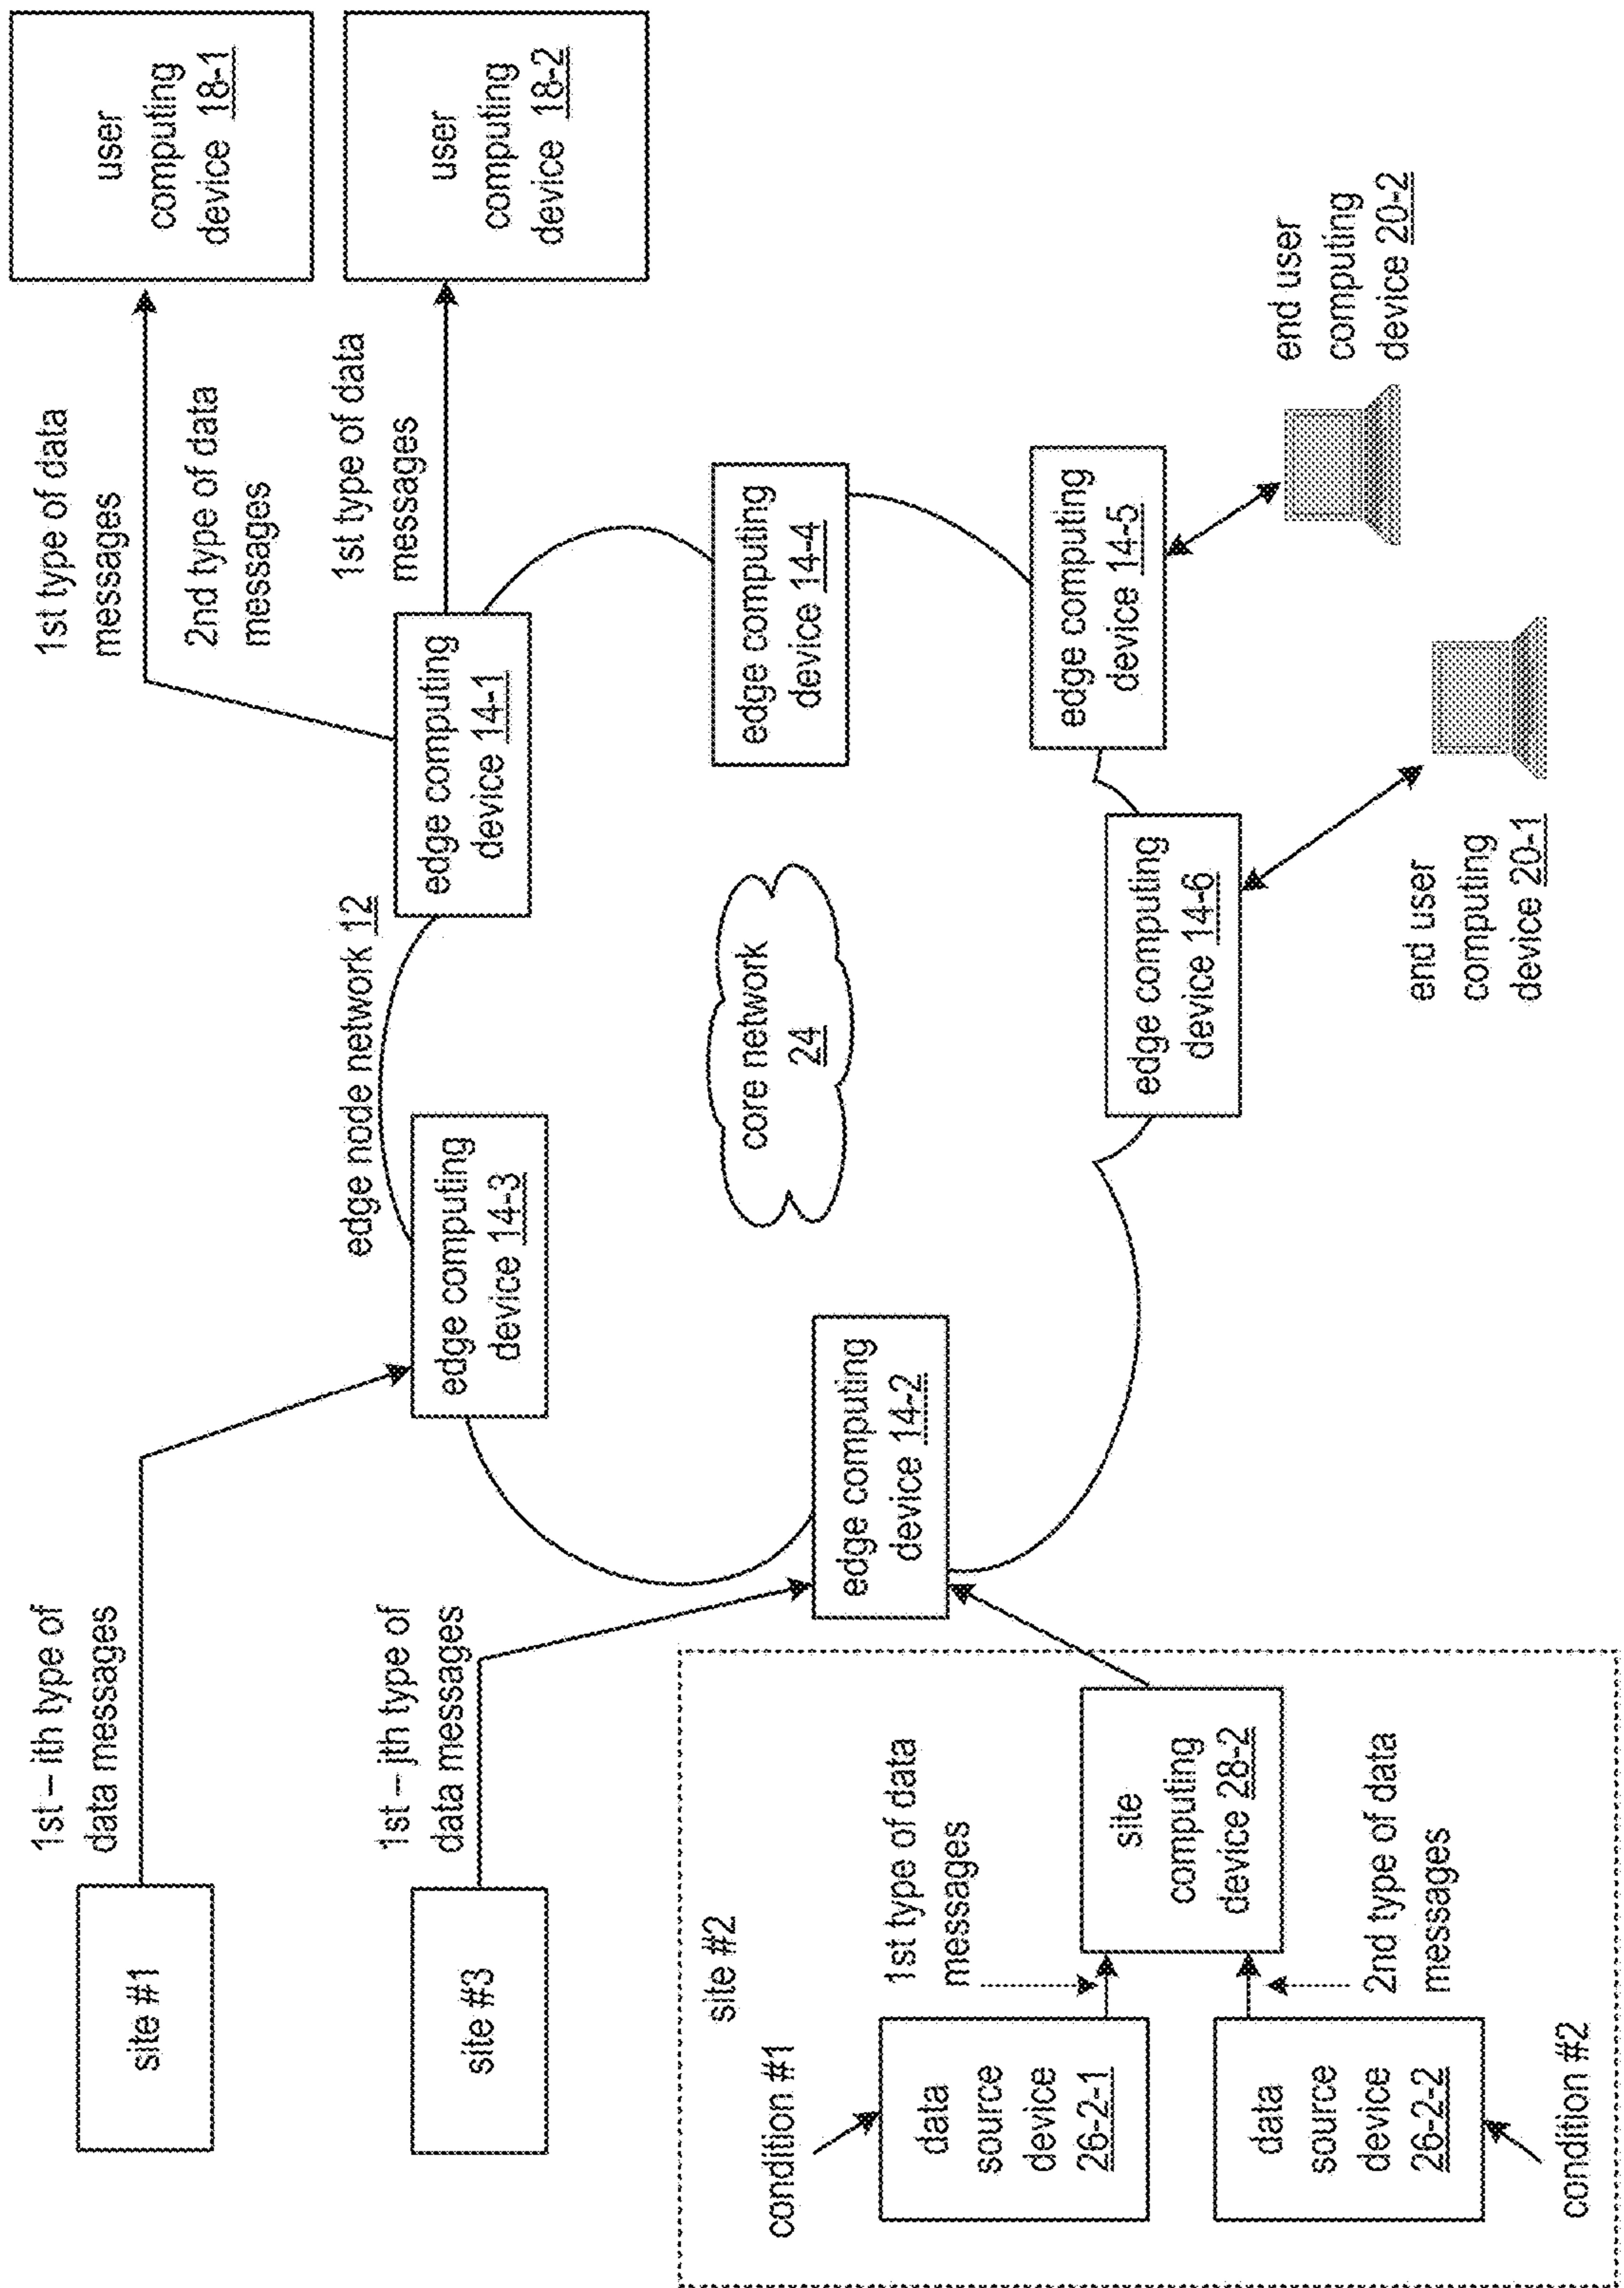 site #1
1st – ith type of
data messages
1st type of data
messages
2nd type of data
messages
user
computing
device 18-1
site #3
1st – jth type of
data messages
edge node network 12
edge computing
device 14-3
edge computing
device 14-1
1st type of data
messages
user
computing
device 18-2
site #2
condition #1
data
source
device
26-2-1
1st type of data
messages
edge computing
device 14-2
core network
24
edge computing
device 14-4
data
source
device
26-2-2
condition #2
2nd type of data
messages
site
computing
device 28-2
edge computing
device 14-6
edge computing
device 14-5
end user
computing
device 20-1
end user
computing
device 20-2